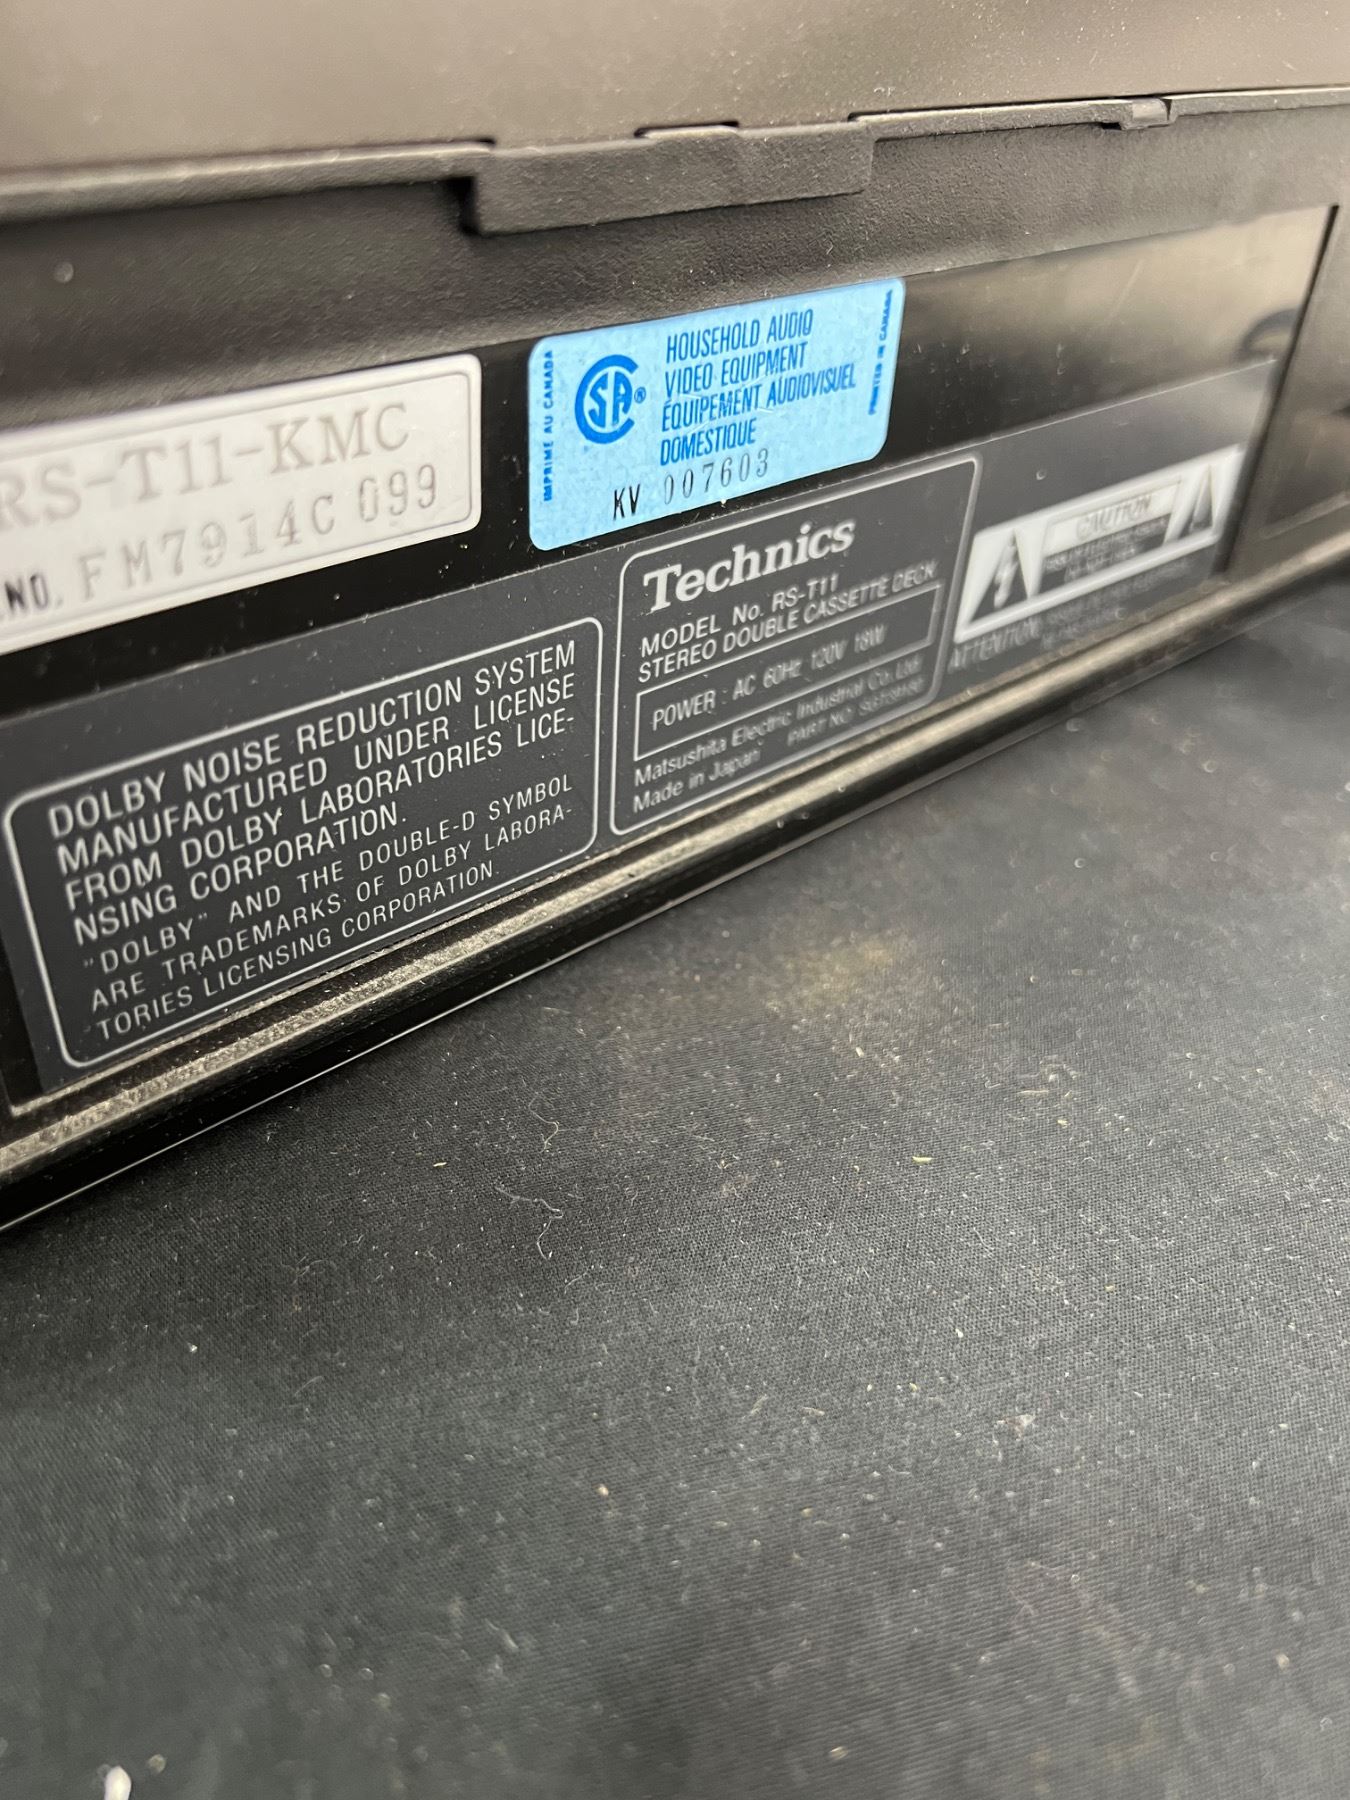 RS-T11-KMC
.NO. FM7914C 099
IMPRIMÉ AU CANADA
SA®
HOUSEHOLD AUDIO
VIDEO EQUIPMENT
ÉQUIPEMENT AUDIOVISUEL
DOMESTIQUE
KV 007603
PRINTED IN CANADA
DOLBY NOISE REDUCTION SYSTEM
MANUFACTURED UNDER LICENSE
FROM DOLBY LABORATORIES LICE-
NSING CORPORATION.
"DOLBY" AND THE DOUBLE-D SYMBOL
ARE TRADEMARKS OF DOLBY LABORA-
TORIES LICENSING CORPORATION.
Technics
MODEL No. RS-T11
STEREO DOUBLE CASSETTE DECK
POWER : AC 60Hz 120V 18W
Matsushita Electric Industrial Co., Ltd.
Made in Japan PART NO.
CAUTION
ATTENTION: